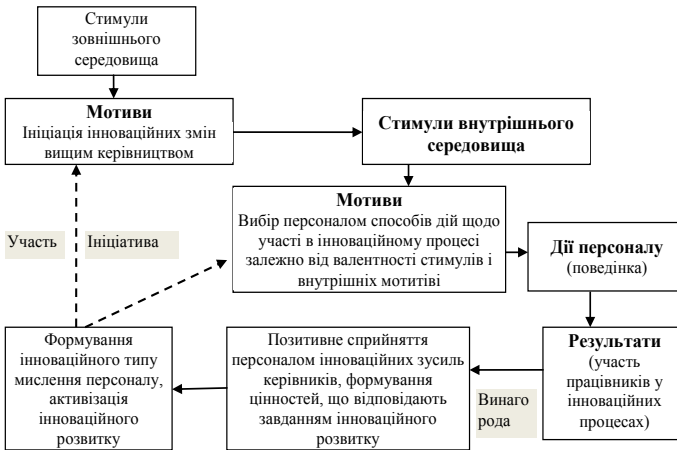 Стимули
зовнішнього
середовища
Мотиви
Ініціація інноваційних змін
вищим керівництвом
Стимули внутрішнього
середовища
Мотиви
Вибір персоналом способів дій щодо
участі в інноваційному процесі
залежно від валентності стимулів і
внутрішніх мотитіві
Участь
Ініціатива
Дії персоналу
(поведінка)
Формування
інноваційного типу
мислення персоналу,
активізація
інноваційного
розвитку
Позитивне сприйняття
персоналом інноваційних зусиль
керівників, формування
цінностей, що відповідають
завданням інноваційного
розвитку
Винаго
рода
Результати
(участь
працівників у
інноваційних
процесах)